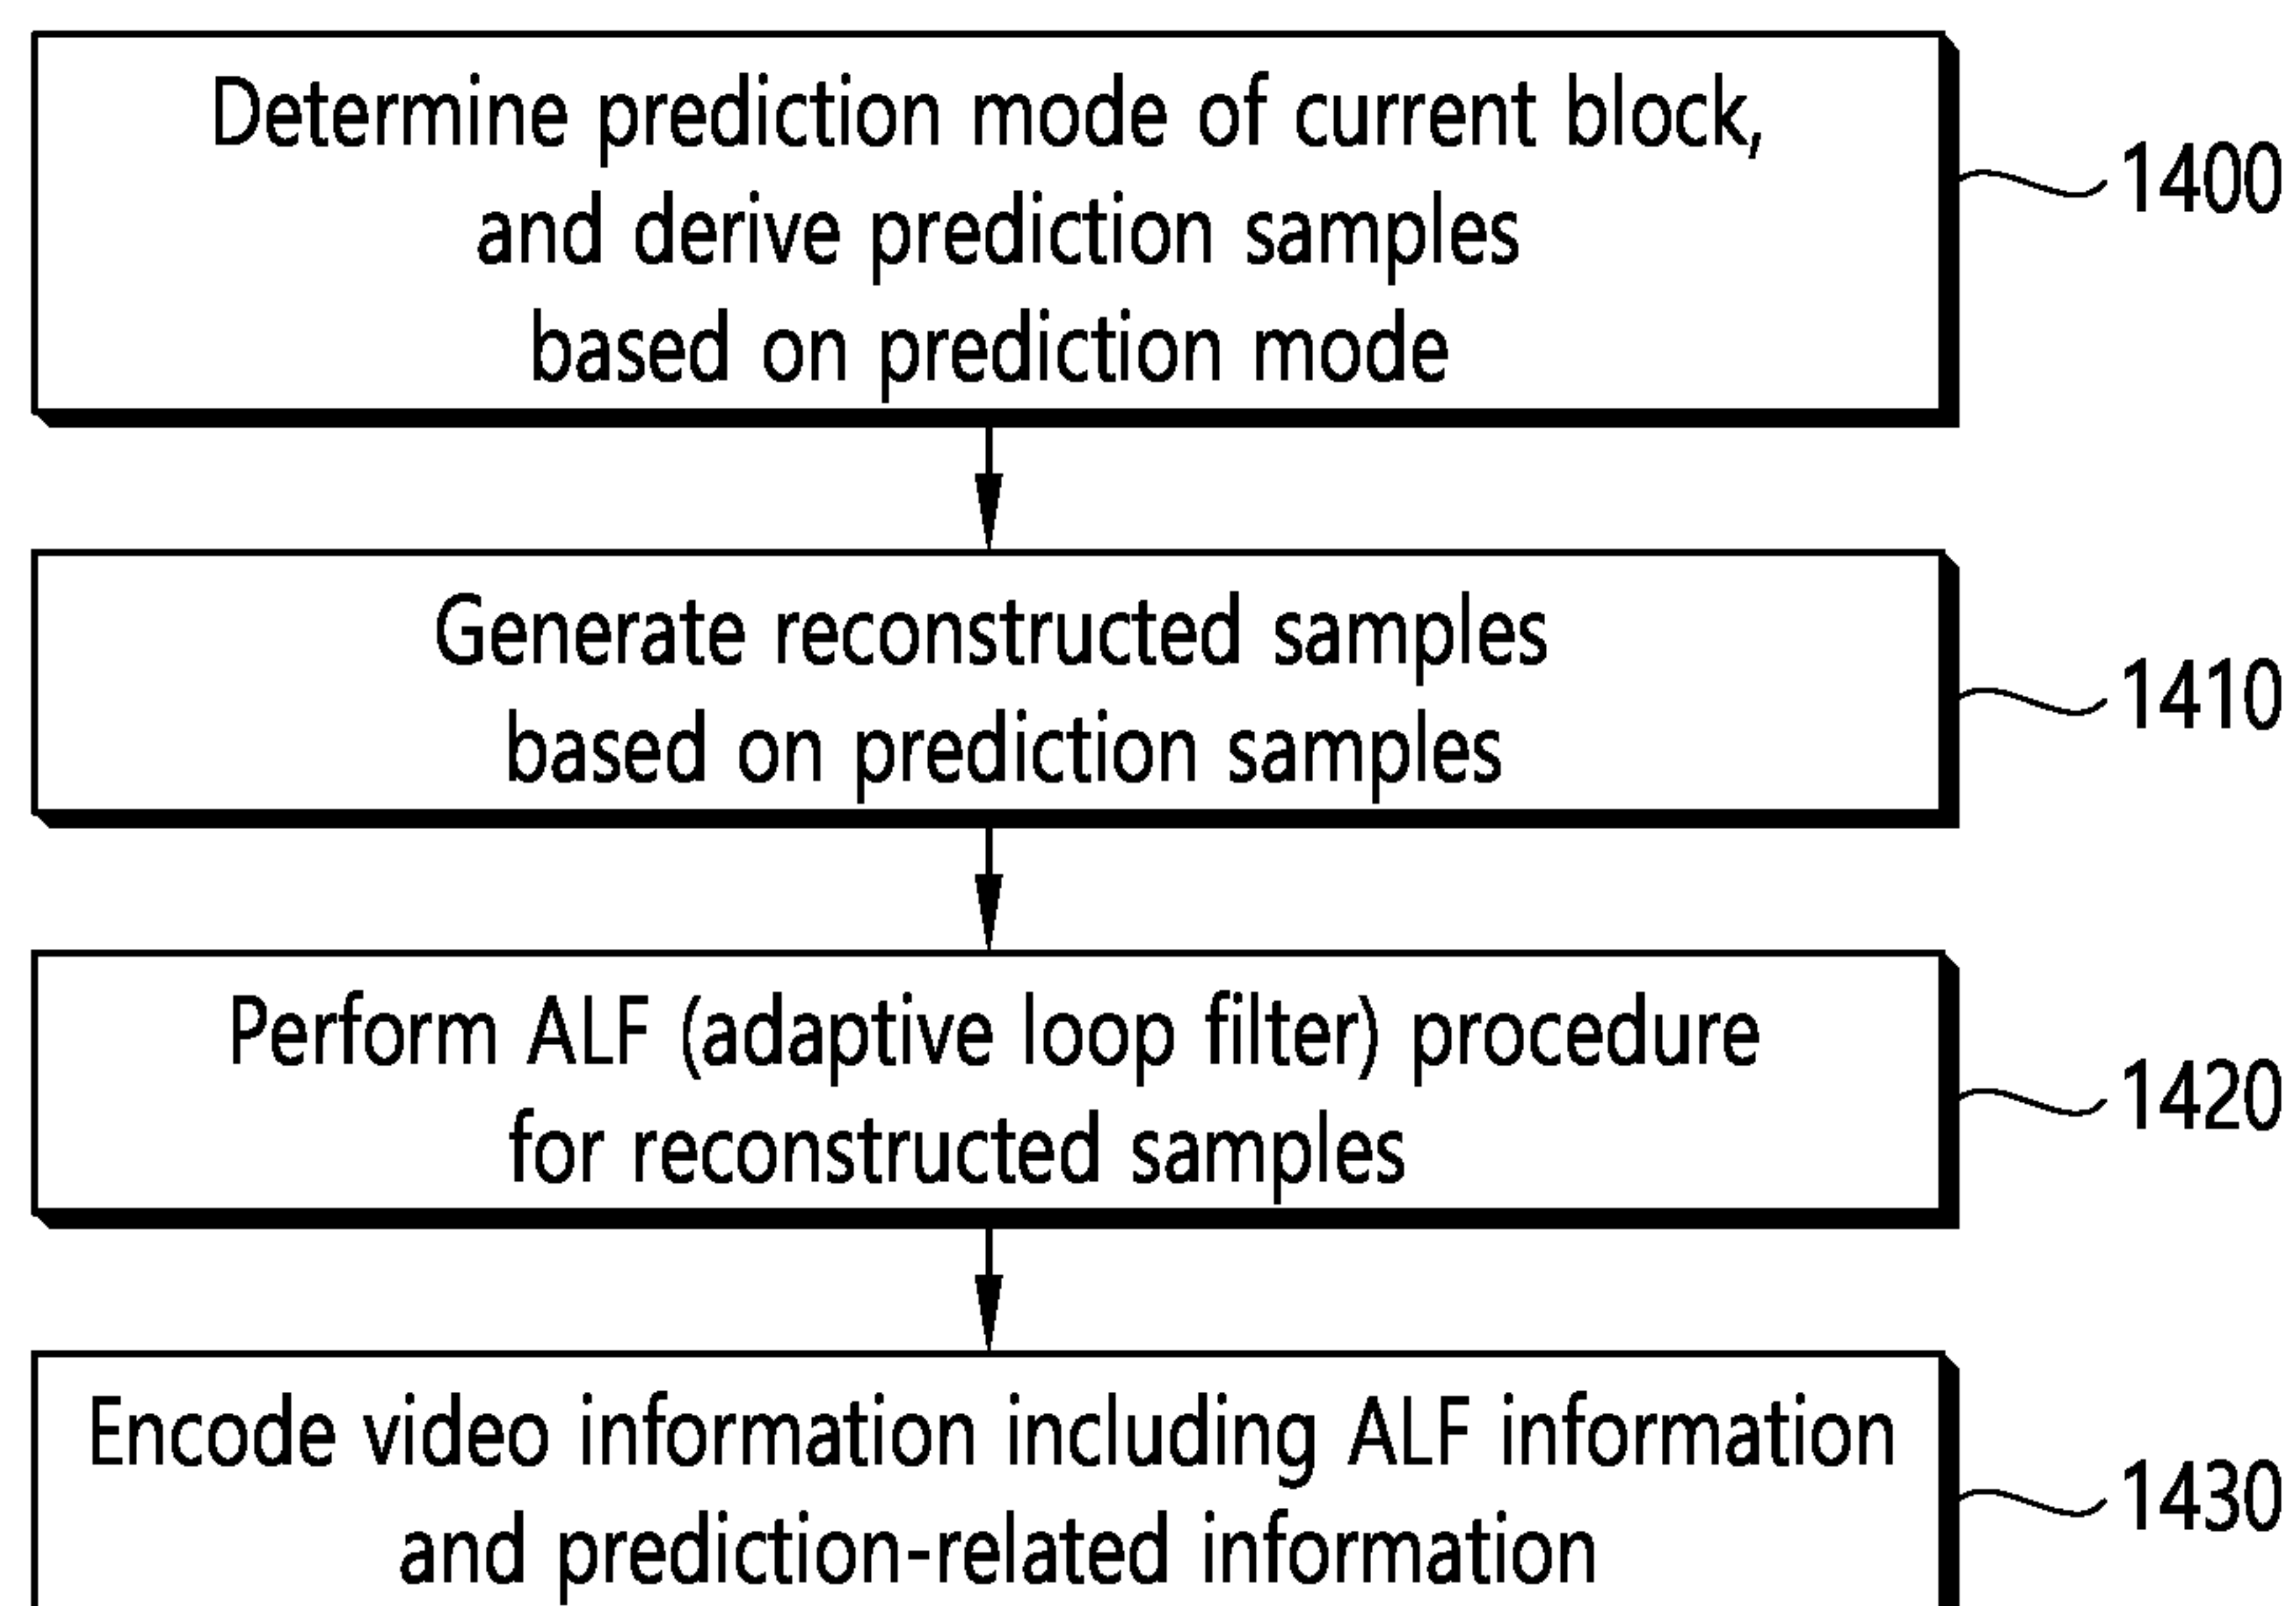 Determine prediction mode of current block,
and derive prediction samples
based on prediction mode
1400
Generate reconstructed samples
based on prediction samples
1410
Perform ALF (adaptive loop filter) procedure
for reconstructed samples
1420
Encode video information including ALF information
and prediction-related information
1430